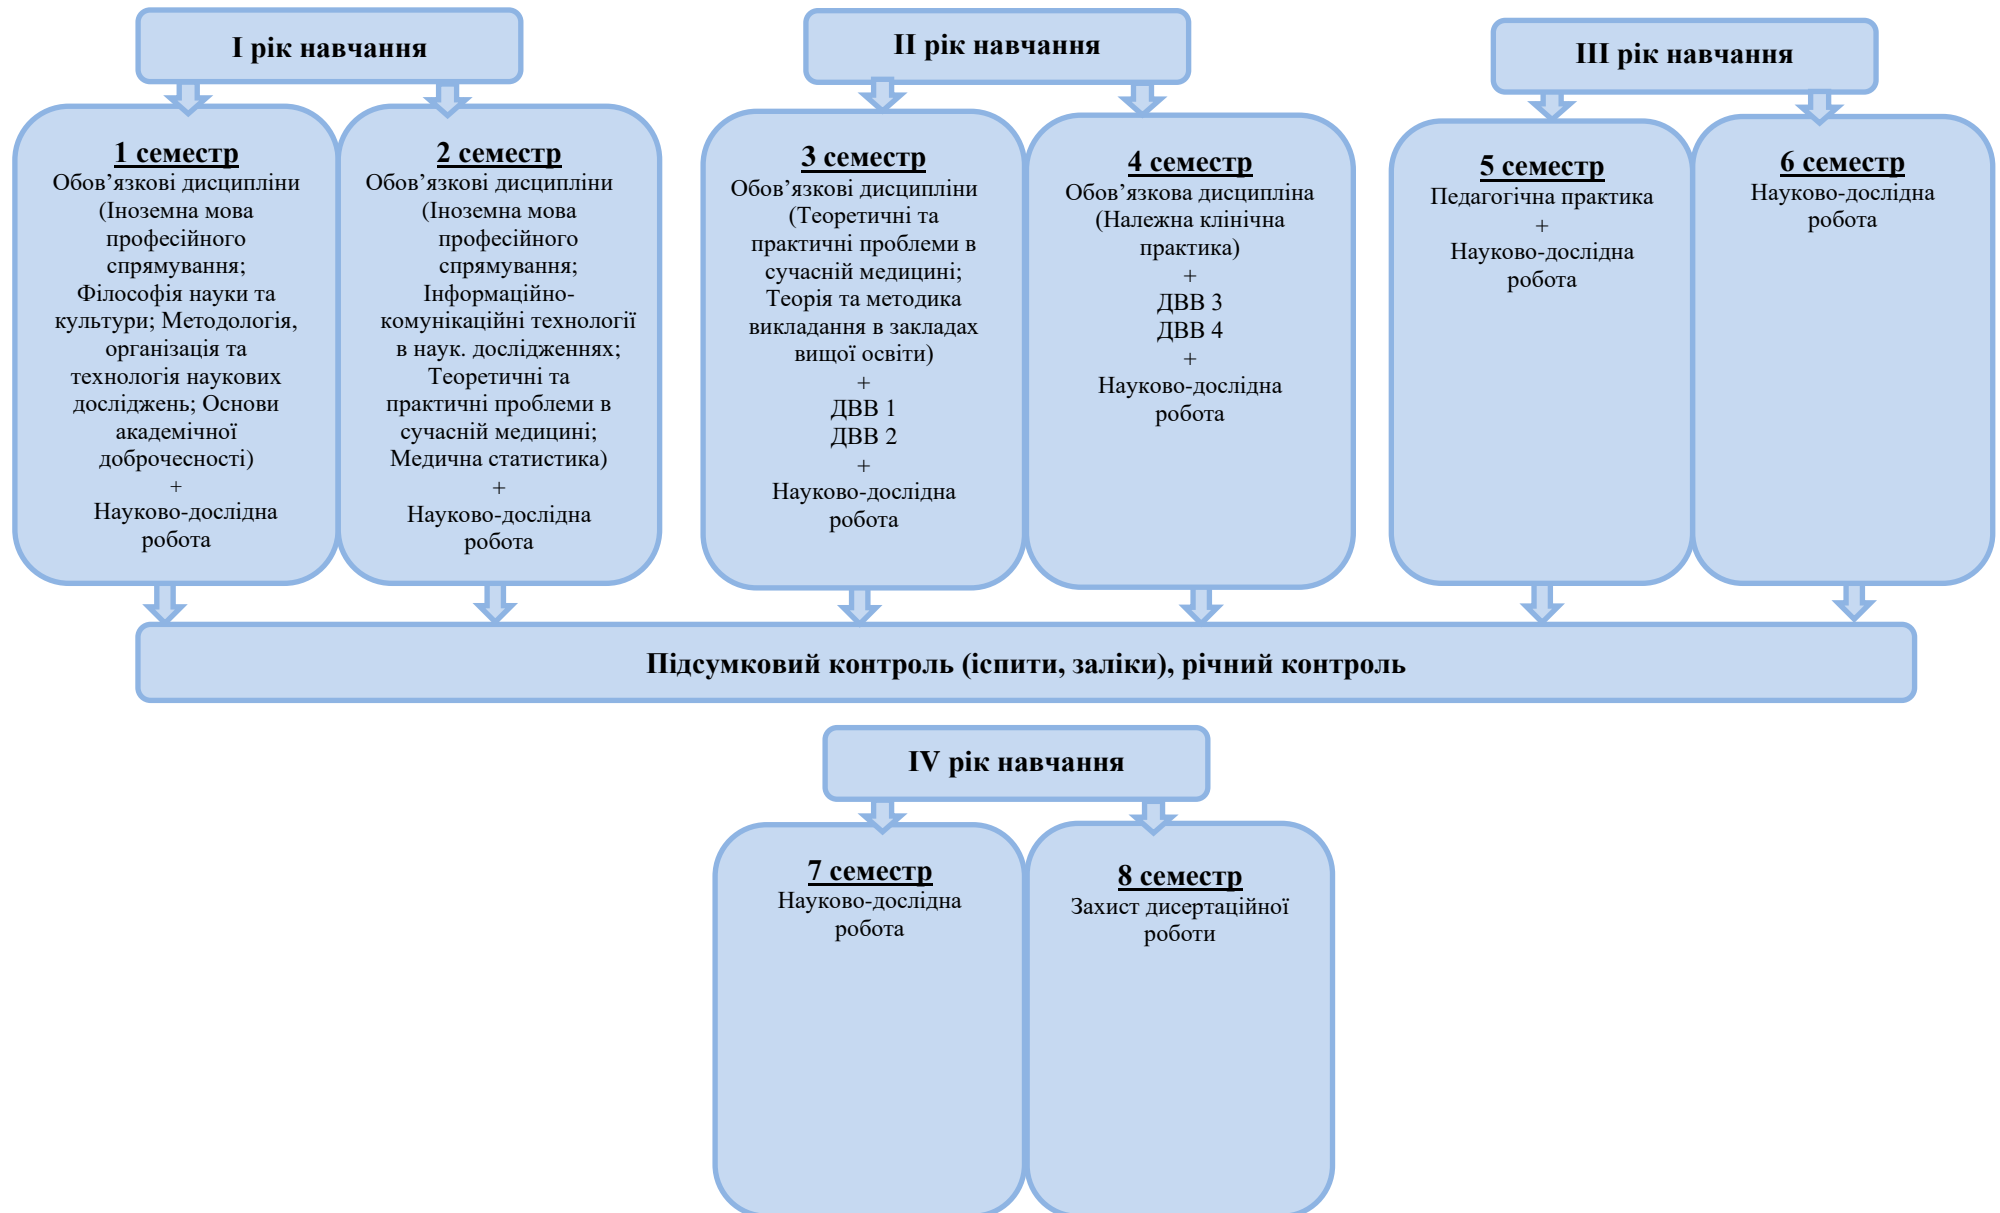 І рік навчання
1 семестр
Обов’язкові дисципліни
(Іноземна мова
професійного
спрямування;
Філософія науки та
культури; Методологія,
організація та
технологія наукових
досліджень; Основи
академічної
доброчесності)
+
Науково-дослідна
робота
2 семестр
Обов’язкові дисципліни
(Іноземна мова
професійного
спрямування;
Інформаційно-
комунікаційні технології
в наук. дослідженнях;
Теоретичні та
практичні проблеми в
сучасній медицині;
Медична статистика)
+
Науково-дослідна
робота
ІІ рік навчання
3 семестр
Обов’язкові дисципліни
(Теоретичні та
практичні проблеми в
сучасній медицині;
Теорія та методика
викладання в закладах
вищої освіти)
+
ДВВ 1
ДВВ 2
+
Науково-дослідна
робота
4 семестр
Обов’язкова дисципліна
(Належна клінічна
практика)
+
ДВВ 3
ДВВ 4
+
Науково-дослідна
робота
ІІІ рік навчання
5 семестр
Педагогічна практика
+
Науково-дослідна
робота
6 семестр
Науково-дослідна
робота
Підсумковий контроль (іспити, заліки), річний контроль
IV рік навчання
7 семестр
Науково-дослідна
робота
8 семестр
Захист дисертаційної
роботи